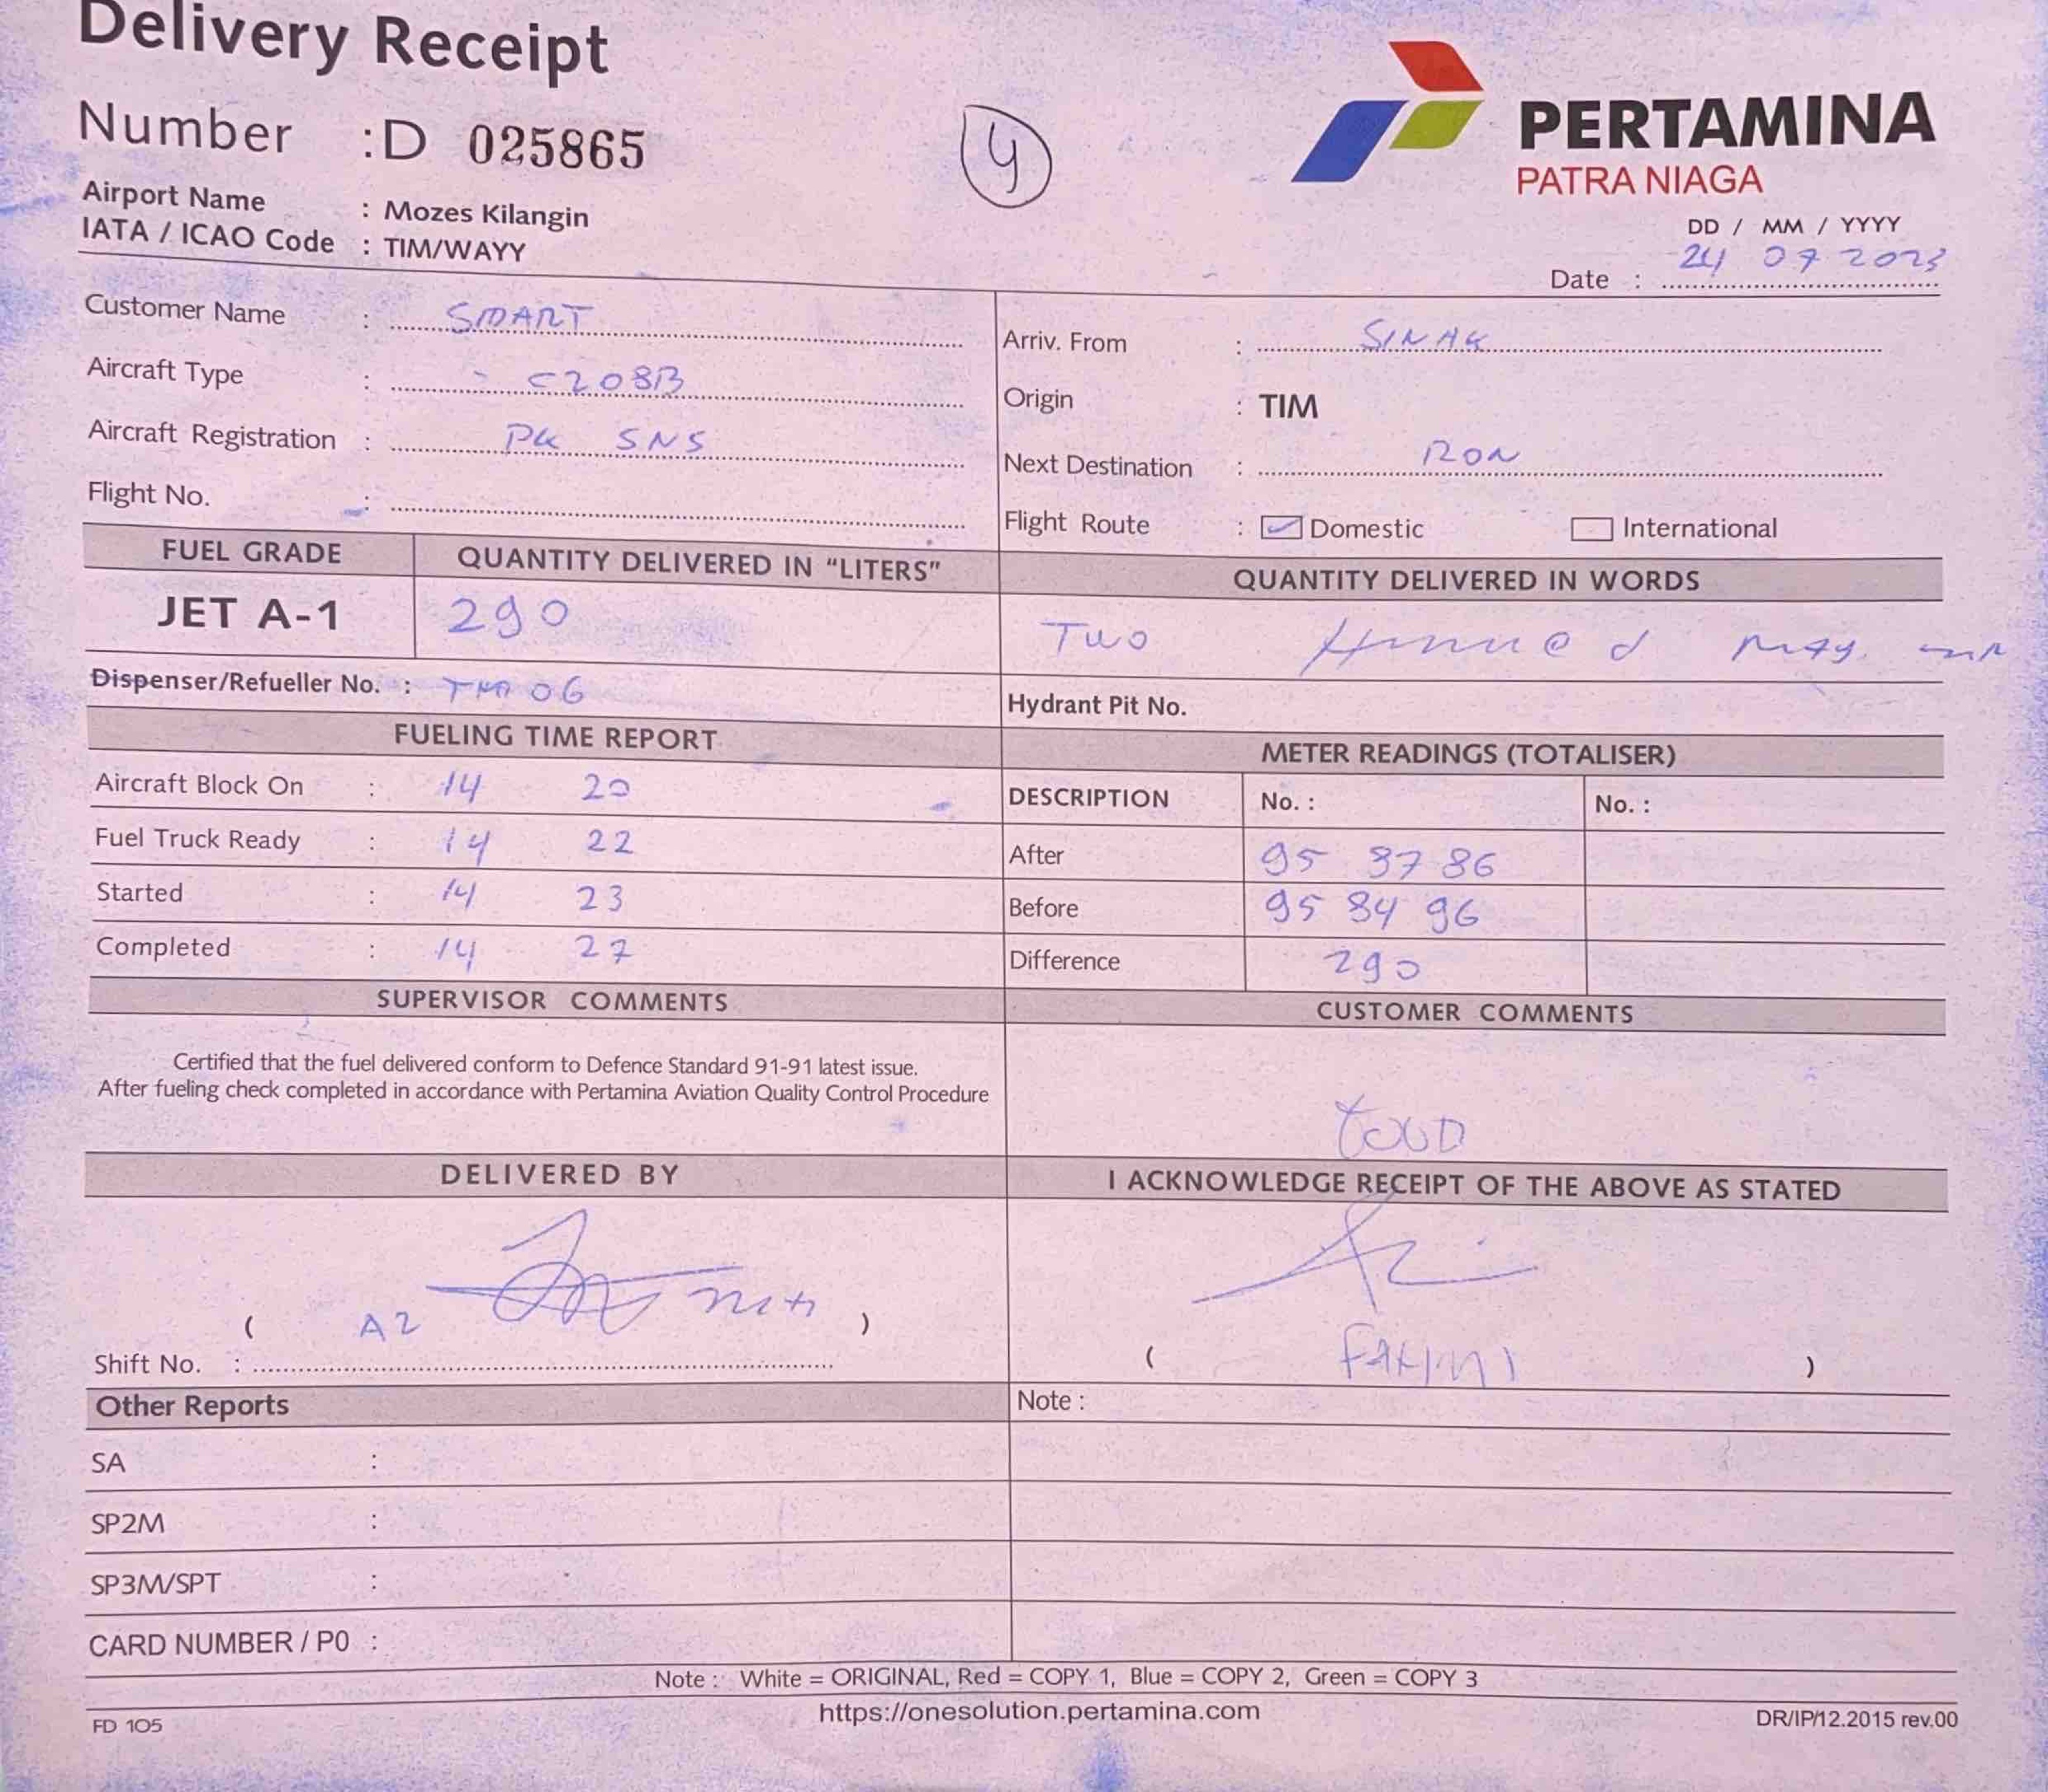 Delivery Receipt
Number : D 025865
4
PERTAMINA
PATRA NIAGA
Airport Name : Mozes Kilangin
IATA / ICAO Code : TIM/WAYY
DD / MM / YYYY
Date : 24 07 2023
Customer Name : SMART
Aircraft Type : C208B
Aircraft Registration : PK SNS
Flight No. :
Arriv. From : SINAK
Origin : TIM
Next Destination : RON
Flight Route : Domestic International
FUEL GRADE QUANTITY DELIVERED IN “LITERS” QUANTITY DELIVERED IN WORDS
JET A-1 290 Two
Dispenser/Refueller No. : 06 Hydrant Pit No.
FUELING TIME REPORT
Aircraft Block On : 14 20
Fuel Truck Ready : 14 22
Started : 14 23
Completed : 14 27
METER READINGS (TOTALISER)
DESCRIPTION No. : No. :
After 95 87 86
Before 95 84 96
Difference 290
SUPERVISOR COMMENTS
Certified that the fuel delivered conform to Defence Standard 91-91 latest issue.
After fueling check completed in accordance with Pertamina Aviation Quality Control Procedure
CUSTOMER COMMENTS
DELIVERED BY
( A2 )
Shift No. :
I ACKNOWLEDGE RECEIPT OF THE ABOVE AS STATED
( )
Other Reports
SA :
SP2M :
SP3M/SPT :
CARD NUMBER / P0 :
Note :
Note : White = ORIGINAL, Red = COPY 1, Blue = COPY 2, Green = COPY 3
FD 105 https://onesolution.pertamina.com DR/IP/12.2015 rev.00